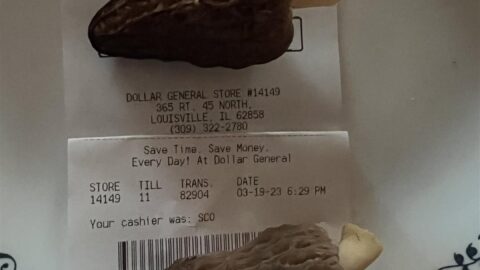 DOLLAR GENERAL STORE #14149
365 RT. 45 NORTH,
LOUISVILLE, IL 62858
(309) 322-2780
Save Time. Save Money.
Every Day! At Dollar General
STORE TILL TRANS. DATE
14149 11 82904 03-19-23 6:29 PM
Your cashier was: SCO